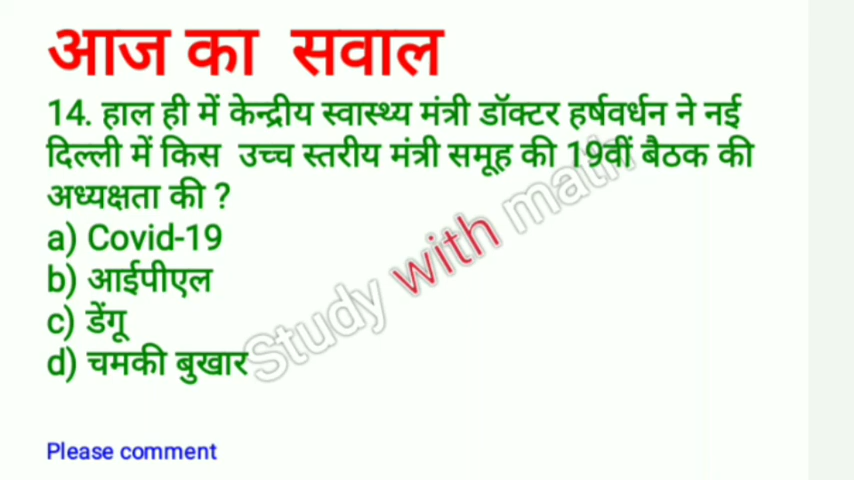 आज का सवाल
14. हाल ही में केन्द्रीय स्वास्थ्य मंत्री डॉक्टर हर्षवर्धन ने नई
दिल्ली में किस उच्च स्तरीय मंत्री समूह की 19वीं बैठक की
अध्यक्षता की ?
a) Covid-19
b) आईपीएल
c) डेंगू
d) चमकी बुखार
Study with math
Please comment